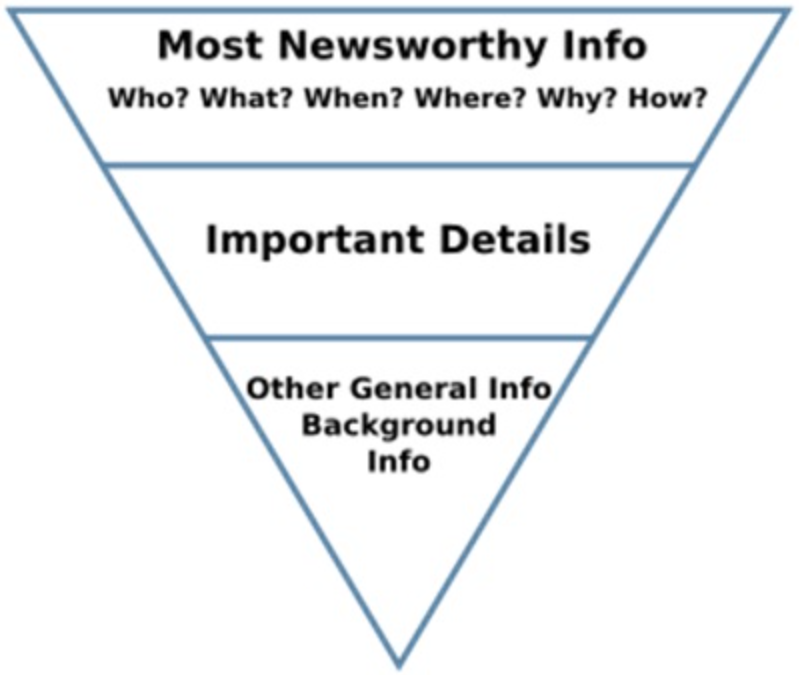 Most Newsworthy Info
Who? What? When? Where? Why? How?
Important Details
Other General Info
Background
Info